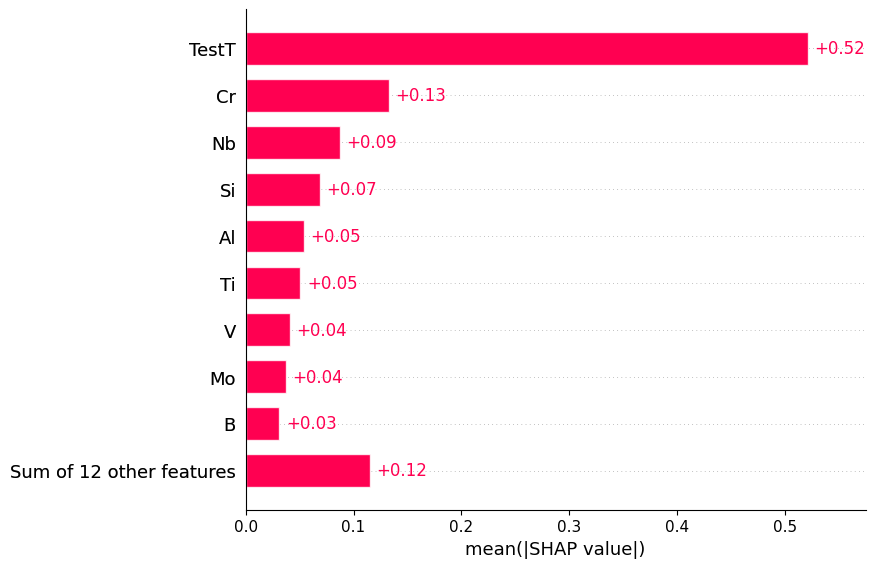 TestT +0.52
Cr +0.13
Nb +0.09
Si +0.07
Al +0.05
Ti +0.05
V +0.04
Mo +0.04
B +0.03
Sum of 12 other features +0.12
0.0 0.1 0.2 0.3 0.4 0.5
mean(|SHAP value|)